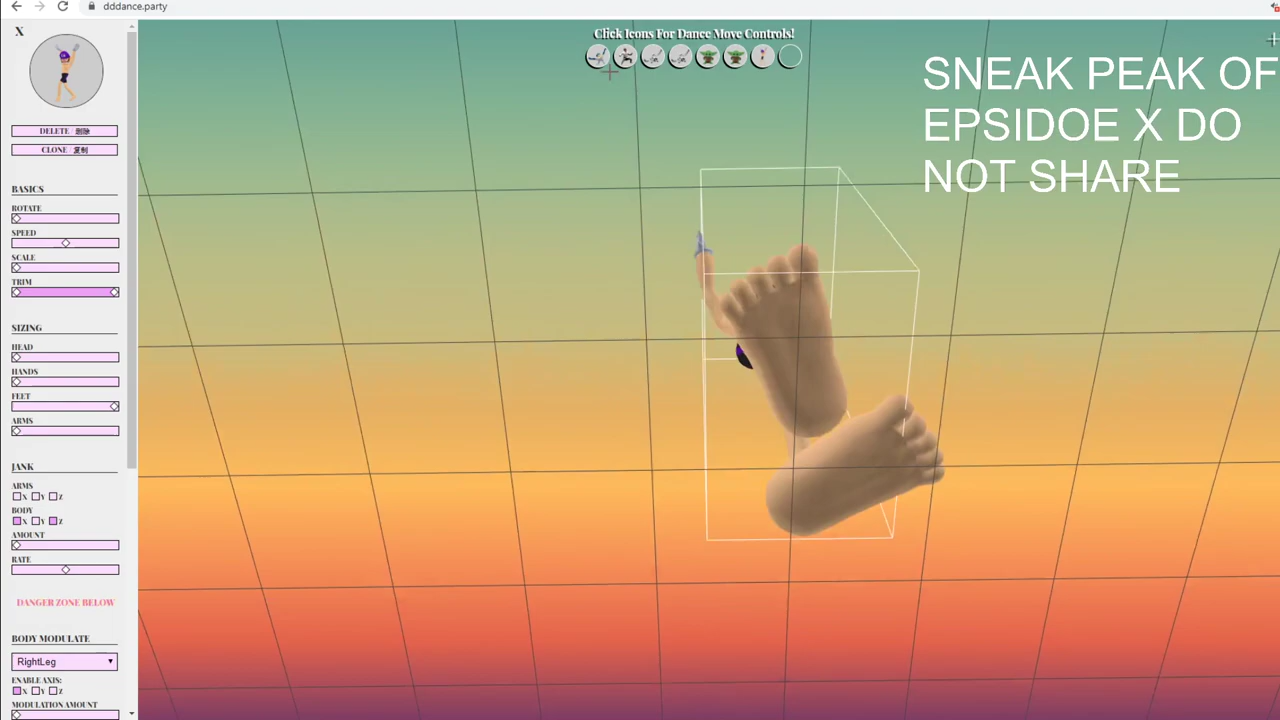 dddance.party
X
Click Icons For Dance Move Controls!
SNEAK PEAK OF
EPSIDOE X DO
NOT SHARE
DELETE 删除
CLONE 复制
BASICS
ROTATE
SPEED
SCALE
TRIM
SIZING
HEAD
HANDS
FEET
ARMS
JANK
ARMS
X Y Z
BODY
X Y Z
AMOUNT
RATE
DANGER ZONE BELOW
BODY MODULATE
RightLeg
ENABLE AXIS:
X Y Z
MODULATION AMOUNT